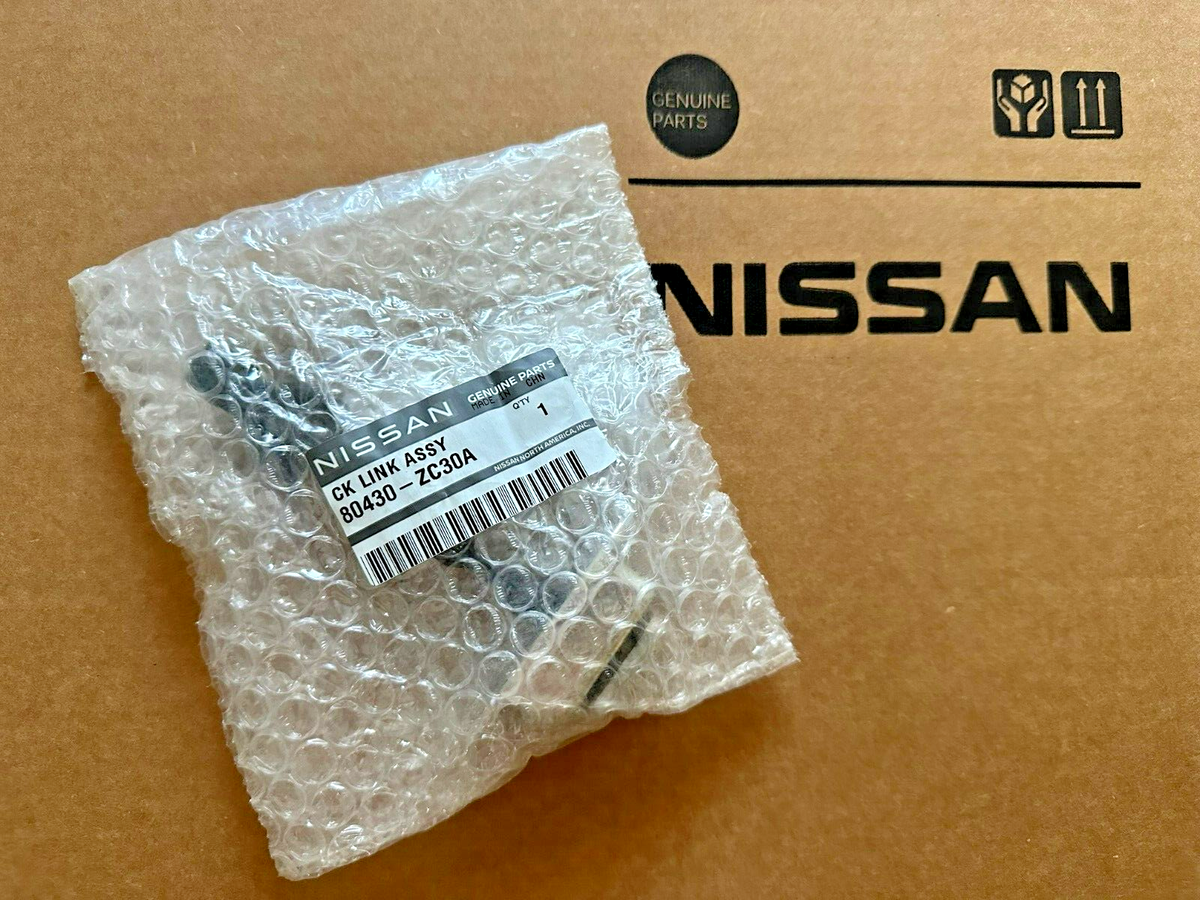 GENUINE
PARTS
NISSAN
NISSAN
GENUINE PARTS
MADE IN CHN
CK LINK ASSY
Q'TY
1
80430-ZC30A
NISSAN NORTH AMERICA, INC.